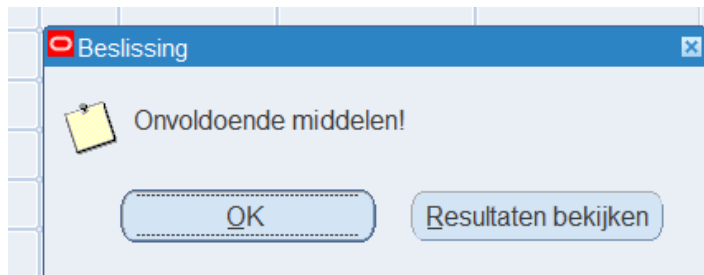 Beslissing
Onvoldoende middelen!
OK
Resultaten bekijken